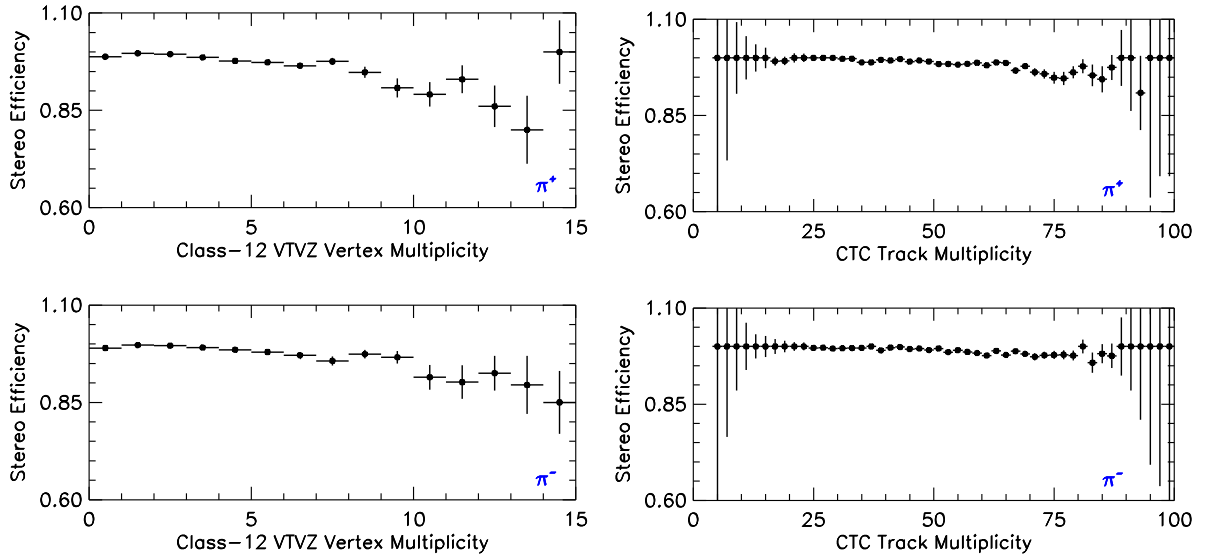 1.10
Stereo Efficiency
0.85
0.60
π+
0 5 10 15
Class-12 VTVZ Vertex Multiplicity
1.10
Stereo Efficiency
0.85
0.60
π+
0 25 50 75 100
CTC Track Multiplicity
1.10
Stereo Efficiency
0.85
0.60
π-
0 5 10 15
Class-12 VTVZ Vertex Multiplicity
1.10
Stereo Efficiency
0.85
0.60
π-
0 25 50 75 100
CTC Track Multiplicity